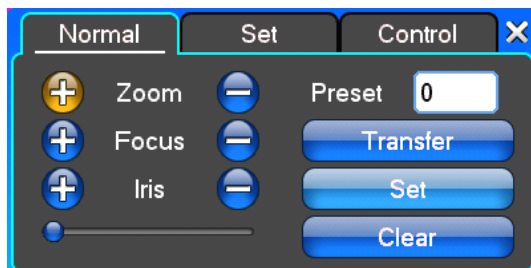 Normal Set Control
Zoom Preset 0
Focus Transfer
Iris Set
Clear